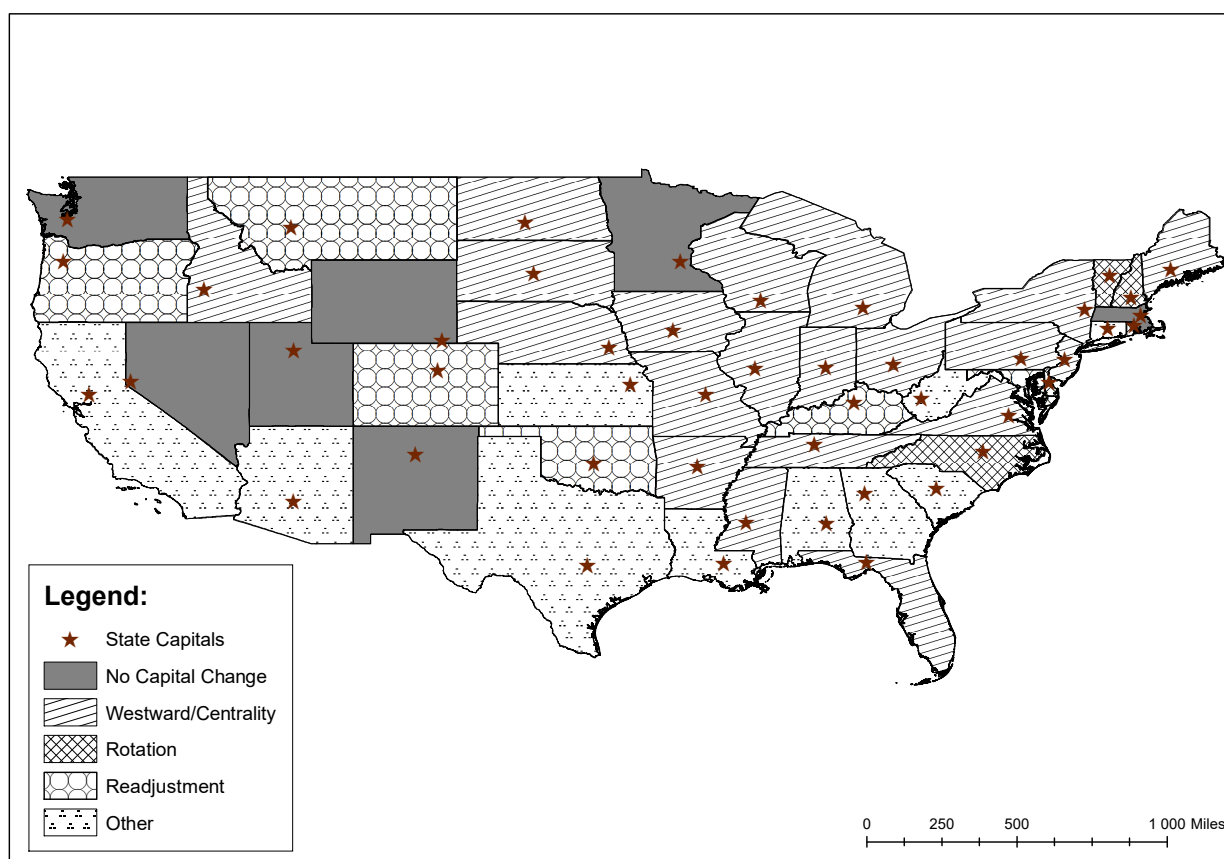 Legend:
State Capitals
No Capital Change
Westward/Centrality
Rotation
Readjustment
Other
0 250 500 1 000 Miles